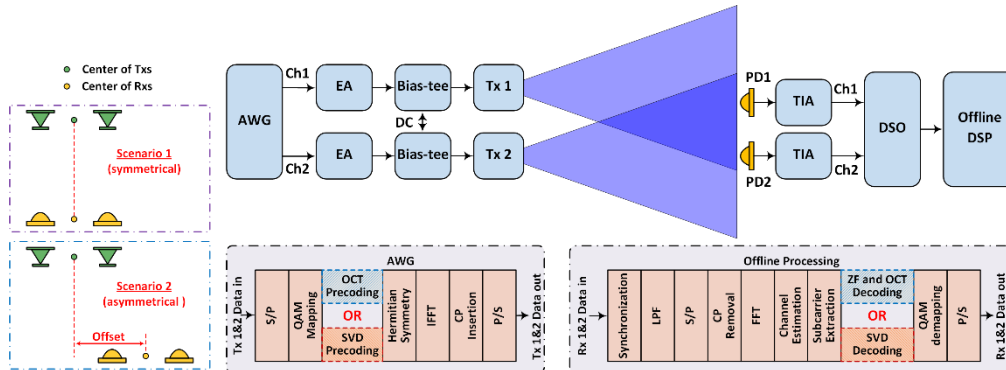 Center of Txs
Center of Rxs
Scenario 1
(symmetrical)
Scenario 2
(asymmetrical )
Offset
AWG
Ch1
Ch2
EA
EA
Bias-tee
DC
Bias-tee
Tx 1
Tx 2
PD1
PD2
TIA
TIA
Ch1
Ch2
DSO
Offline
DSP
AWG
Tx 1&2 Data in
S/P
QAM
Mapping
OCT
Precoding
OR
SVD
Precoding
Hermitian
Symmetry
IFFT
CP
Insertion
P/S
Tx 1&2 Data out
Offline Processing
Rx 1&2 Data in
Synchronization
LPF
S/P
CP
Removal
FFT
Channel
Estimation
Subcarrier
Extraction
ZF and OCT
Decoding
OR
SVD
Decoding
QAM
demapping
P/S
Rx 1&2 Data out